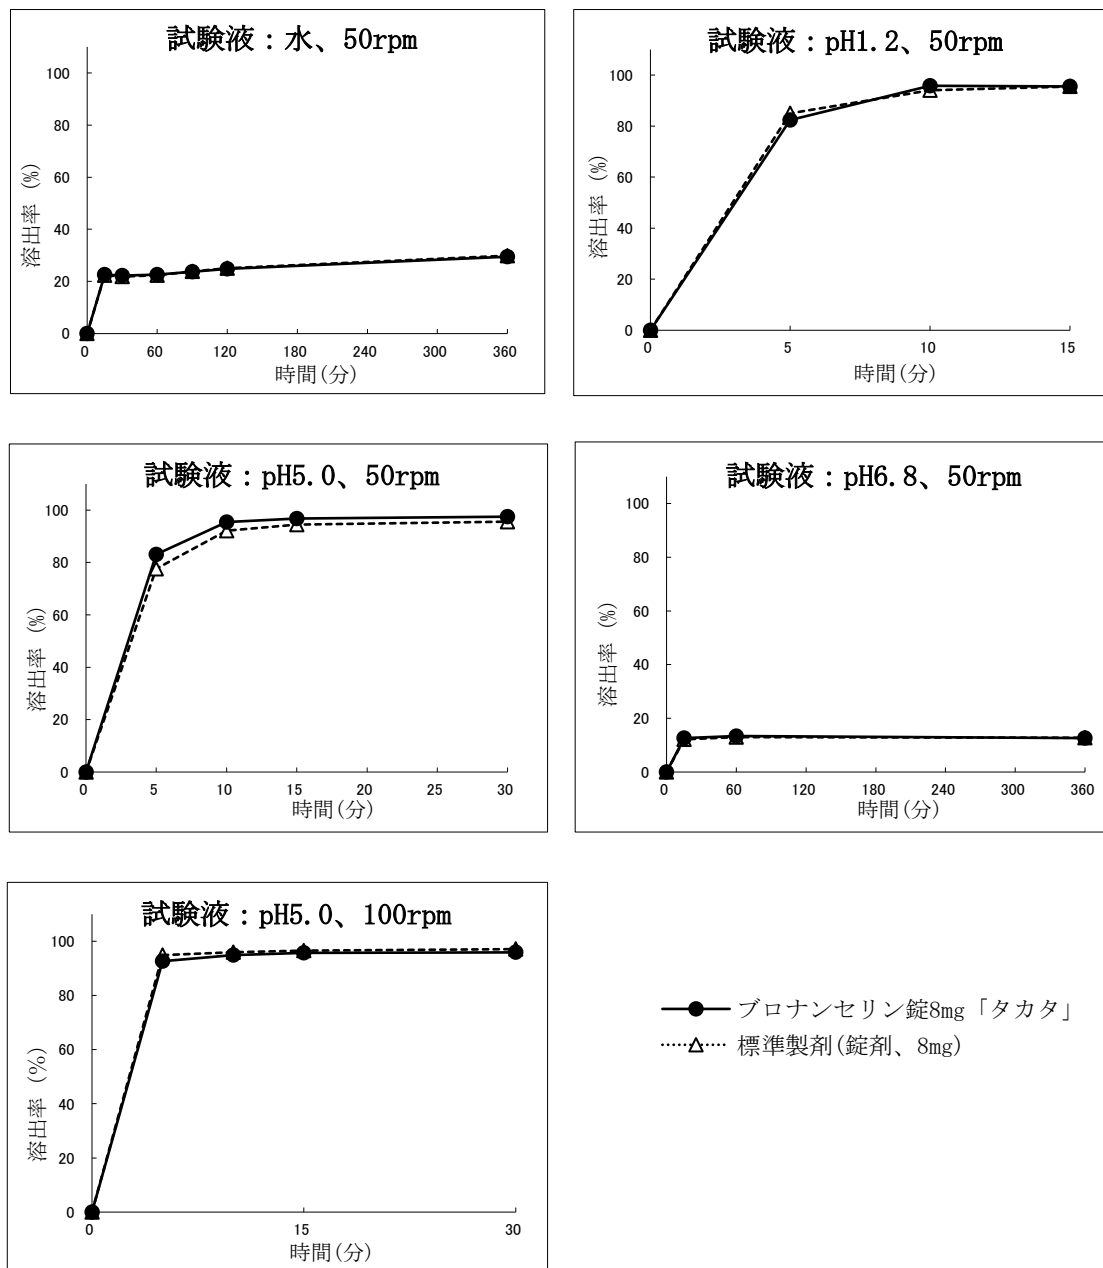 試験液：水、50rpm
100
80
60
40
20
0
溶出率 (%)
0 60 120 180 240 300 360
時間(分)
試験液：pH1.2、50rpm
100
80
60
40
20
0
溶出率 (%)
0 5 10 15
時間(分)
試験液：pH5.0、50rpm
100
80
60
40
20
0
溶出率 (%)
0 5 10 15 20 25 30
時間(分)
試験液：pH6.8、50rpm
100
80
60
40
20
0
溶出率 (%)
0 60 120 180 240 300 360
時間(分)
試験液：pH5.0、100rpm
100
80
60
40
20
0
溶出率 (%)
0 15 30
時間(分)
ブロナンセリン錠8mg「タカタ」
標準製剤(錠剤、8mg)